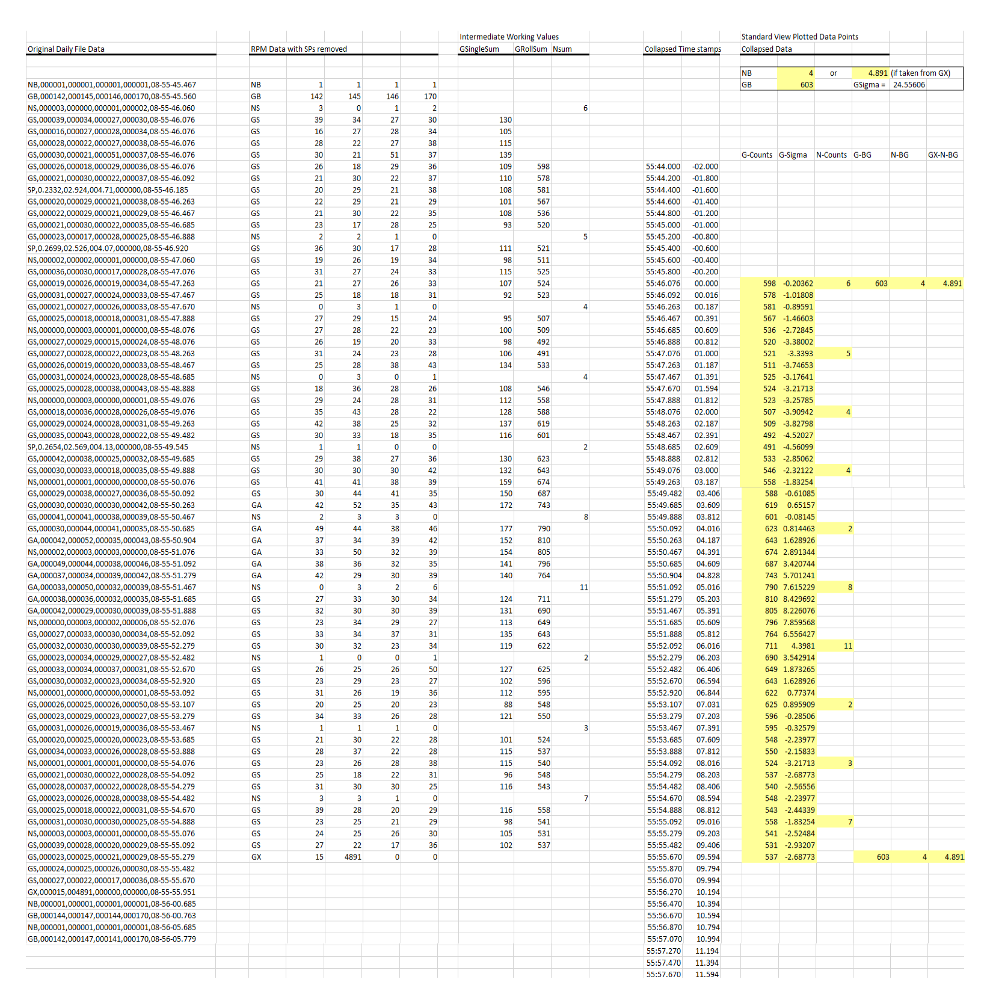 Intermediate Working Values Standard View Plotted Data Points
Original Daily File Data RPM Data with SPs removed GSingleSum GRollSum Nsum Collapsed Time stamps Collapsed Data
NB 4 or 4.891 (if taken from GX)
NB,000001,000001,000001,000001,08-55-45.467 NB 1 1 1 1 GB 603 GSigma = 24.55606
GB,000142,000145,000146,000170,08-55-45.560 GB 142 145 146 170
NS,000003,000000,000001,000002,08-55-46.060 NS 3 0 1 2 6
GS,000039,000034,000027,000030,08-55-46.076 GS 39 34 27 30 130
GS,000016,000027,000028,000034,08-55-46.076 GS 16 27 28 34 105
GS,000028,000022,000027,000038,08-55-46.076 GS 28 22 27 38 115
GS,000030,000021,000051,000037,08-55-46.076 GS 30 21 51 37 139 G-Counts G-Sigma N-Counts G-BG N-BG GX-N-BG
GS,000026,000018,000029,000036,08-55-46.076 GS 26 18 29 36 109 598 55:44.000 -02.000
GS,000021,000030,000022,000037,08-55-46.092 GS 21 30 22 37 110 578 55:44.200 -01.800
SP,0.2332,02.924,004.71,000000,08-55-46.185 GS 20 29 21 38 108 581 55:44.400 -01.600
GS,000020,000029,000021,000038,08-55-46.263 GS 22 29 21 29 101 567 55:44.600 -01.400
GS,000022,000029,000021,000029,08-55-46.467 GS 21 30 22 35 108 536 55:44.800 -01.200
GS,000021,000030,000022,000035,08-55-46.685 GS 23 17 28 25 93 520 55:45.000 -01.000
GS,000023,000017,000028,000025,08-55-46.888 NS 2 2 1 0 5 55:45.200 -00.800
SP,0.2699,02.526,004.07,000000,08-55-46.920 GS 36 30 17 28 111 521 55:45.400 -00.600
NS,000002,000002,000001,000000,08-55-47.060 GS 19 26 19 34 98 511 55:45.600 -00.400
GS,000036,000030,000017,000028,08-55-47.076 GS 31 27 24 33 115 525 55:45.800 -00.200
GS,000019,000026,000019,000034,08-55-47.263 GS 21 27 26 33 107 524 55:46.076 00.000 598 -0.20362 6 603 4 4.891
GS,000031,000027,000024,000033,08-55-47.467 GS 25 18 18 31 92 523 55:46.092 00.016 578 -1.01808
GS,000021,000027,000026,000033,08-55-47.670 NS 0 3 1 0 4 55:46.263 00.187 581 -0.89591
GS,000025,000018,000018,000031,08-55-47.888 GS 27 29 15 24 95 507 55:46.467 00.391 567 -1.46603
NS,000000,000003,000001,000000,08-55-48.076 GS 27 28 22 23 100 509 55:46.685 00.609 536 -2.72845
GS,000027,000029,000015,000024,08-55-48.076 GS 26 19 20 33 98 492 55:46.888 00.812 520 -3.38002
GS,000027,000028,000022,000023,08-55-48.263 GS 31 24 23 28 106 491 55:47.076 01.000 521 -3.3393 5
GS,000026,000019,000020,000033,08-55-48.467 GS 25 28 38 43 134 533 55:47.263 01.187 511 -3.74653
GS,000031,000024,000023,000028,08-55-48.685 NS 0 3 0 1 4 55:47.467 01.391 525 -3.17641
GS,000025,000028,000038,000043,08-55-48.888 GS 18 36 28 26 108 546 55:47.670 01.594 524 -3.21713
NS,000000,000003,000000,000001,08-55-49.076 GS 29 24 28 31 112 558 55:47.888 01.812 523 -3.25785
GS,000018,000036,000028,000026,08-55-49.076 GS 35 43 28 22 128 588 55:48.076 02.000 507 -3.90942 4
GS,000029,000024,000028,000031,08-55-49.263 GS 42 38 25 32 137 619 55:48.263 02.187 509 -3.82798
GS,000035,000043,000028,000022,08-55-49.482 GS 30 33 18 35 116 601 55:48.467 02.391 492 -4.52027
SP,0.2654,02.569,004.13,000000,08-55-49.545 NS 1 1 0 0 2 55:48.685 02.609 491 -4.56099
GS,000042,000038,000025,000032,08-55-49.685 GS 29 38 27 36 130 623 55:48.888 02.812 533 -2.85062
GS,000030,000033,000018,000035,08-55-49.888 GS 30 30 30 42 132 643 55:49.076 03.000 546 -2.32122 4
NS,000001,000001,000000,000000,08-55-50.076 GS 41 41 38 39 159 674 55:49.263 03.187 558 -1.83254
GS,000029,000038,000027,000036,08-55-50.092 GS 30 44 41 35 150 687 55:49.482 03.406 588 -0.61085
GS,000030,000030,000030,000042,08-55-50.263 GA 42 52 35 43 172 743 55:49.685 03.609 619 0.65157
GS,000041,000041,000038,000039,08-55-50.467 NS 2 3 3 0 8 55:49.888 03.812 601 -0.08145
GS,000030,000044,000041,000035,08-55-50.685 GA 49 44 38 46 177 790 55:50.092 04.016 623 0.814463 2
GA,000042,000052,000035,000043,08-55-50.904 GA 37 34 39 42 152 810 55:50.263 04.187 643 1.628926
NS,000002,000003,000003,000000,08-55-51.076 GA 33 50 32 39 154 805 55:50.467 04.391 674 2.891344
GA,000049,000044,000038,000046,08-55-51.092 GA 38 36 32 35 141 796 55:50.685 04.609 687 3.420744
GA,000037,000034,000039,000042,08-55-51.279 GA 42 29 30 39 140 764 55:50.904 04.828 743 5.701241
GA,000033,000050,000032,000039,08-55-51.467 NS 0 3 2 6 11 55:51.092 05.016 790 7.615229 8
GA,000038,000036,000032,000035,08-55-51.685 GS 27 33 30 34 124 711 55:51.279 05.203 810 8.429692
GA,000042,000029,000030,000039,08-55-51.888 GS 32 30 30 39 131 690 55:51.467 05.391 805 8.226076
NS,000000,000003,000002,000006,08-55-52.076 GS 23 34 29 27 113 649 55:51.685 05.609 796 7.859568
GS,000027,000033,000030,000034,08-55-52.092 GS 33 34 37 31 135 643 55:51.888 05.812 764 6.556427
GS,000032,000030,000030,000039,08-55-52.279 GS 30 32 23 34 119 622 55:52.092 06.016 711 4.3981 11
GS,000023,000034,000029,000027,08-55-52.482 NS 1 0 0 1 2 55:52.279 06.203 690 3.542914
GS,000033,000034,000037,000031,08-55-52.670 GS 26 25 26 50 127 625 55:52.482 06.406 649 1.873265
GS,000030,000032,000023,000034,08-55-52.920 GS 23 29 23 27 102 596 55:52.670 06.594 643 1.628926
NS,000001,000000,000000,000001,08-55-53.092 GS 31 26 19 36 112 595 55:52.920 06.844 622 0.77374
GS,000026,000025,000026,000050,08-55-53.107 GS 20 25 20 23 88 548 55:53.107 07.031 625 0.895909 2
GS,000023,000029,000023,000027,08-55-53.279 GS 34 33 26 28 121 550 55:53.279 07.203 596 -0.28506
GS,000031,000026,000019,000036,08-55-53.467 NS 1 1 1 0 3 55:53.467 07.391 595 -0.32579
GS,000020,000025,000020,000023,08-55-53.685 GS 21 30 22 28 101 524 55:53.685 07.609 548 -2.23977
GS,000034,000033,000026,000028,08-55-53.888 GS 28 37 22 28 115 537 55:53.888 07.812 550 -2.15833
NS,000001,000001,000001,000000,08-55-54.076 GS 23 26 28 38 115 540 55:54.092 08.016 524 -3.21713 3
GS,000021,000030,000022,000028,08-55-54.092 GS 25 18 22 31 96 548 55:54.279 08.203 537 -2.68773
GS,000028,000037,000022,000028,08-55-54.279 GS 31 30 30 25 116 543 55:54.482 08.406 540 -2.56556
GS,000023,000026,000028,000038,08-55-54.482 NS 3 3 1 0 7 55:54.670 08.594 548 -2.23977
GS,000025,000018,000022,000031,08-55-54.670 GS 39 28 20 29 116 558 55:54.888 08.812 543 -2.44339
GS,000031,000030,000030,000025,08-55-54.888 GS 23 25 21 29 98 541 55:55.092 09.016 558 -1.83254 7
NS,000003,000003,000001,000000,08-55-55.076 GS 24 25 26 30 105 531 55:55.279 09.203 541 -2.52484
GS,000039,000028,000020,000029,08-55-55.092 GS 27 22 17 36 102 537 55:55.482 09.406 531 -2.93207
GS,000023,000025,000021,000029,08-55-55.279 GX 15 4891 0 0 55:55.670 09.594 537 -2.68773 603 4 4.891
GS,000024,000025,000026,000030,08-55-55.482 55:55.870 09.794
GS,000027,000022,000017,000036,08-55-55.670 55:56.070 09.994
GX,000015,004891,000000,000000,08-55-55.951 55:56.270 10.194
NB,000001,000001,000001,000001,08-56-00.685 55:56.470 10.394
GB,000144,000147,000144,000170,08-56-00.763 55:56.670 10.594
NB,000001,000001,000001,000001,08-56-05.685 55:56.870 10.794
GB,000142,000147,000141,000170,08-56-05.779 55:57.070 10.994
55:57.270 11.194
55:57.470 11.394
55:57.670 11.594